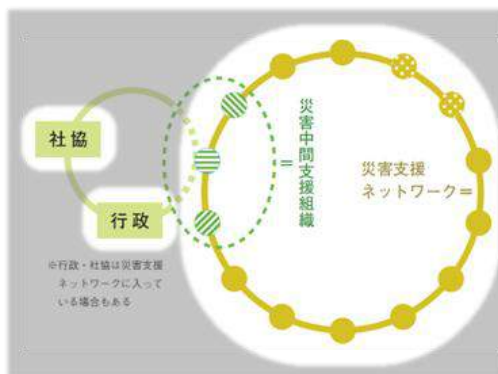 社協
行政
※行政・社協は災害支援
ネットワークに入って
いる場合もある
=災害中間支援組織
災害支援
ネットワーク=